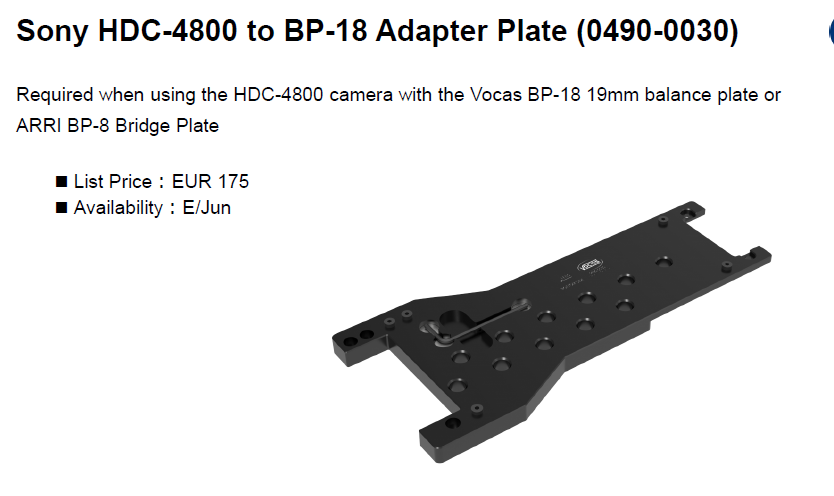 Sony HDC-4800 to BP-18 Adapter Plate (0490-0030)
Required when using the HDC-4800 camera with the Vocas BP-18 19mm balance plate or
ARRI BP-8 Bridge Plate
■ List Price：EUR 175
■ Availability：E/Jun
vocas